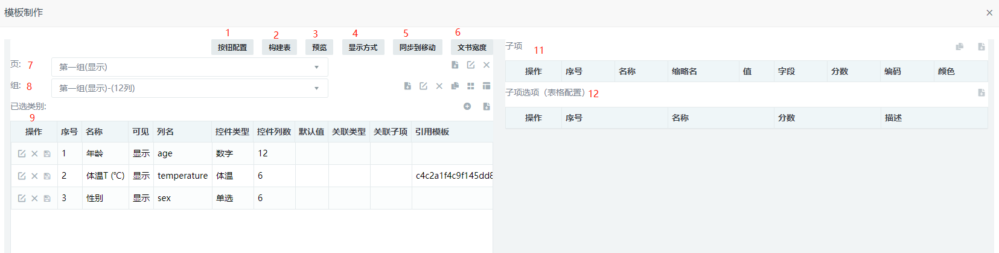 模板制作
1 2 3 4 5 6
按钮配置 构建表 预览 显示方式 同步到移动 文书宽度
页: 7 第一组(显示)
组: 8 第一组(显示)-(12列)
已选类别:
9
操作 序号 名称 可见 列名 控件类型 控件列数 默认值 关联类型 关联子项 引用模板
1 年龄 显示 age 数字 12
2 体温T (℃) 显示 temperature 体温 6 c4c2a1f4c9f145dd8
3 性别 显示 sex 单选 6
子项 11
操作 序号 名称 缩略名 值 字段 分数 编码 颜色
子项选项（表格配置） 12
操作 序号 名称 分数 描述